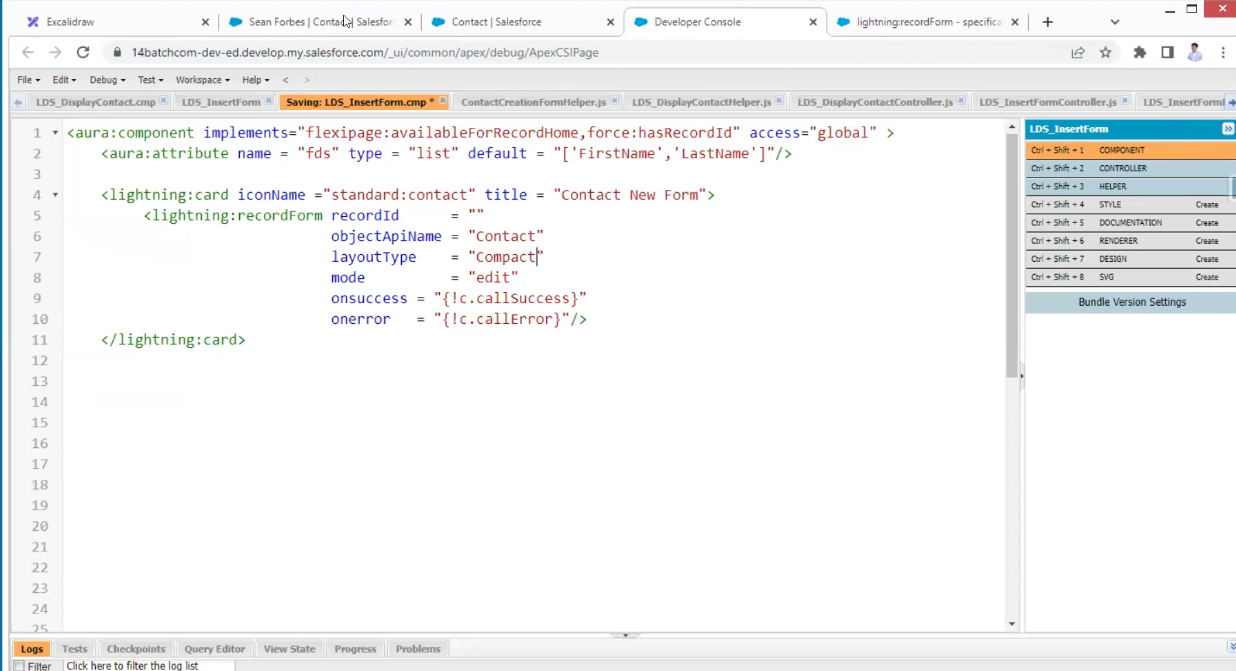 Excalidraw
Sean Forbes | Contact | Salesfor
Contact | Salesforce
Developer Console
lightning:recordForm - specifica
14batchcom-dev-ed.develop.my.salesforce.com/_ui/common/apex/debug/ApexCSIPage
File Edit Debug Test Workspace Help < >
LDS_DisplayContact.cmp LDS_InsertForm Saving: LDS_InsertForm.cmp * ContactCreationFormHelper.js LDS_DisplayContactHelper.js LDS_DisplayContactController.js LDS_InsertFormController.js LDS_InsertForml
1 <aura:component implements="flexipage:availableForRecordHome,force:hasRecordId" access="global" >
2 <aura:attribute name = "fds" type = "list" default = "['FirstName','LastName']"/>
3
4 <lightning:card iconName ="standard:contact" title = "Contact New Form">
5 <lightning:recordForm recordId = ""
6 objectApiName = "Contact"
7 layoutType = "Compact"
8 mode = "edit"
9 onsuccess = "{!c.callSuccess}"
10 onerror = "{!c.callError}"/>
11 </lightning:card>
12
13
14
15
16
17
18
19
20
21
22
23
24
25
LDS_InsertForm
Ctrl + Shift + 1 COMPONENT
Ctrl + Shift + 2 CONTROLLER
Ctrl + Shift + 3 HELPER
Ctrl + Shift + 4 STYLE Create
Ctrl + Shift + 5 DOCUMENTATION Create
Ctrl + Shift + 6 RENDERER Create
Ctrl + Shift + 7 DESIGN Create
Ctrl + Shift + 8 SVG Create
Bundle Version Settings
Logs Tests Checkpoints Query Editor View State Progress Problems
Filter Click here to filter the log list